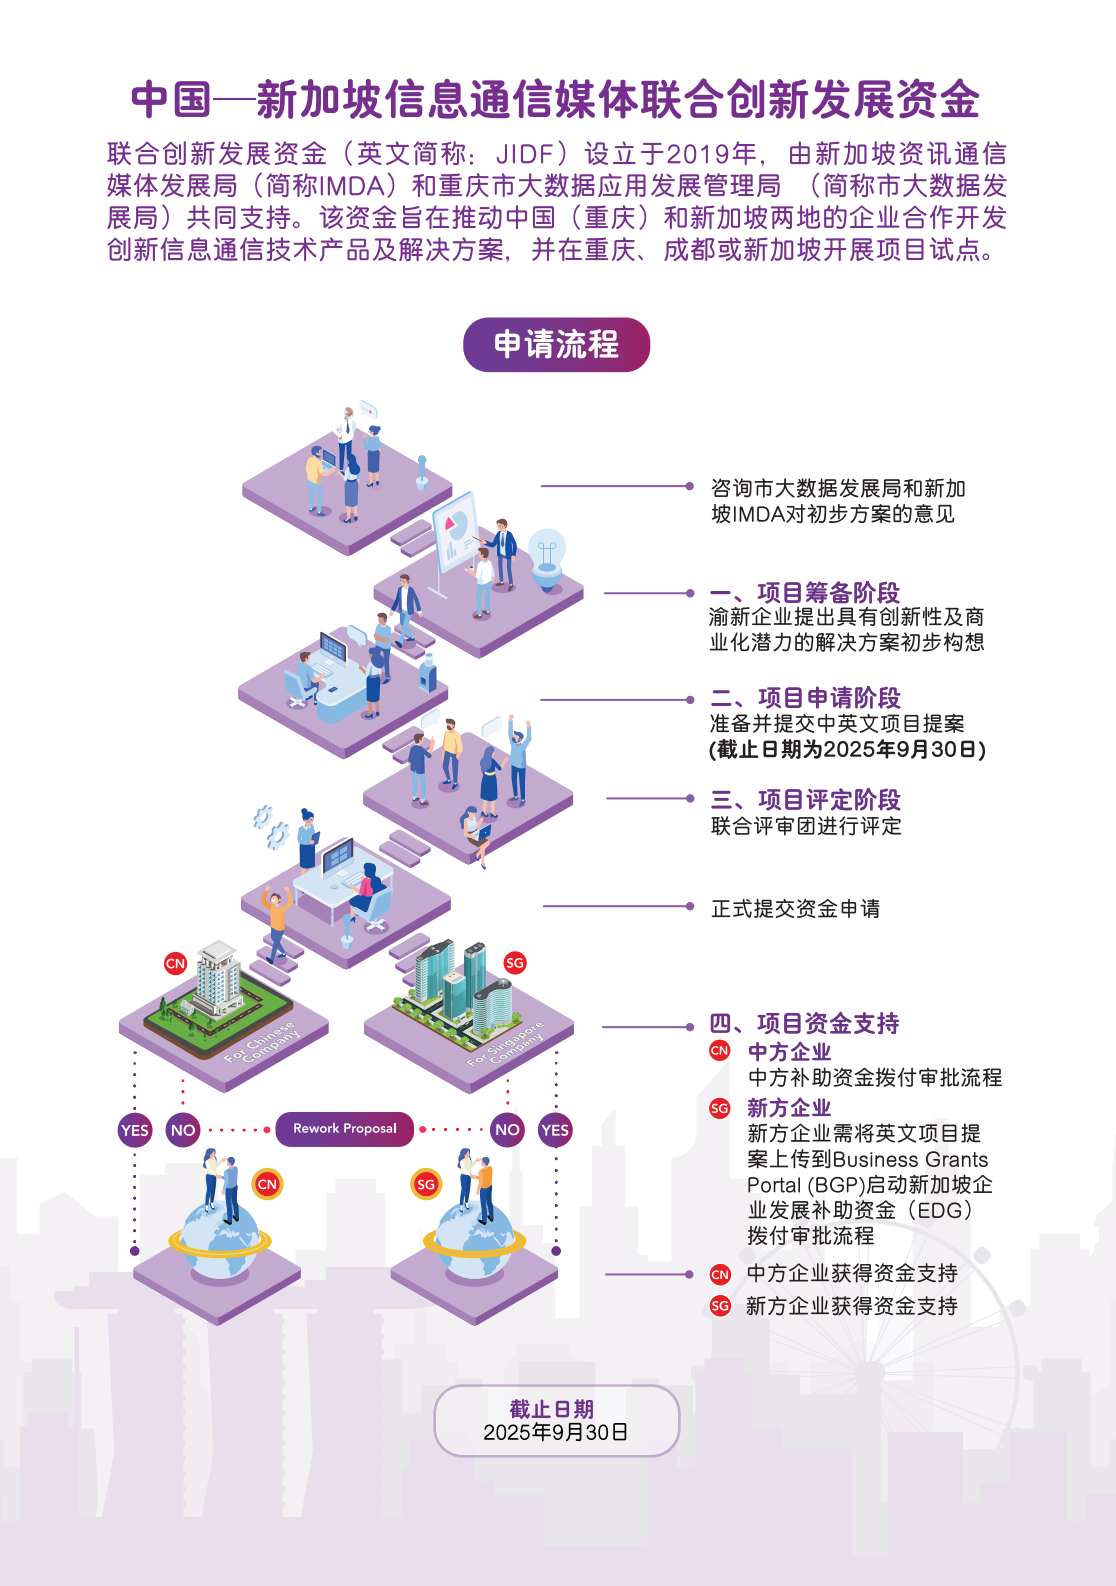 中国—新加坡信息通信媒体联合创新发展资金
联合创新发展资金（英文简称：JIDF）设立于2019年，由新加坡资讯通信
媒体发展局（简称IMDA）和重庆市大数据应用发展管理局 （简称市大数据发
展局）共同支持。该资金旨在推动中国（重庆）和新加坡两地的企业合作开发
创新信息通信技术产品及解决方案，并在重庆、成都或新加坡开展项目试点。
申请流程
咨询市大数据发展局和新加
坡IMDA对初步方案的意见
一、项目筹备阶段
渝新企业提出具有创新性及商
业化潜力的解决方案初步构想
二、项目申请阶段
准备并提交中英文项目提案
(截止日期为2025年9月30日)
三、项目评定阶段
联合评审团进行评定
正式提交资金申请
CN
SG
For Chinese
Company
For Singapore
Company
四、项目资金支持
CN 中方企业
中方补助资金拨付审批流程
SG 新方企业
新方企业需将英文项目提
案上传到Business Grants
Portal (BGP)启动新加坡企
业发展补助资金（EDG）
拨付审批流程
YES NO Rework Proposal NO YES
CN
SG
CN 中方企业获得资金支持
SG 新方企业获得资金支持
截止日期
2025年9月30日